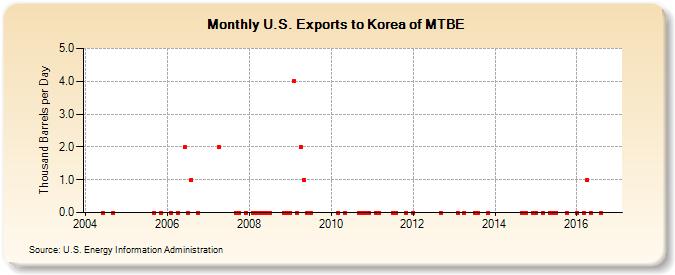 Monthly U.S. Exports to Korea of MTBE
Thousand Barrels per Day
5.0
4.0
3.0
2.0
1.0
0.0
2004 2006 2008 2010 2012 2014 2016
Source: U.S. Energy Information Administration